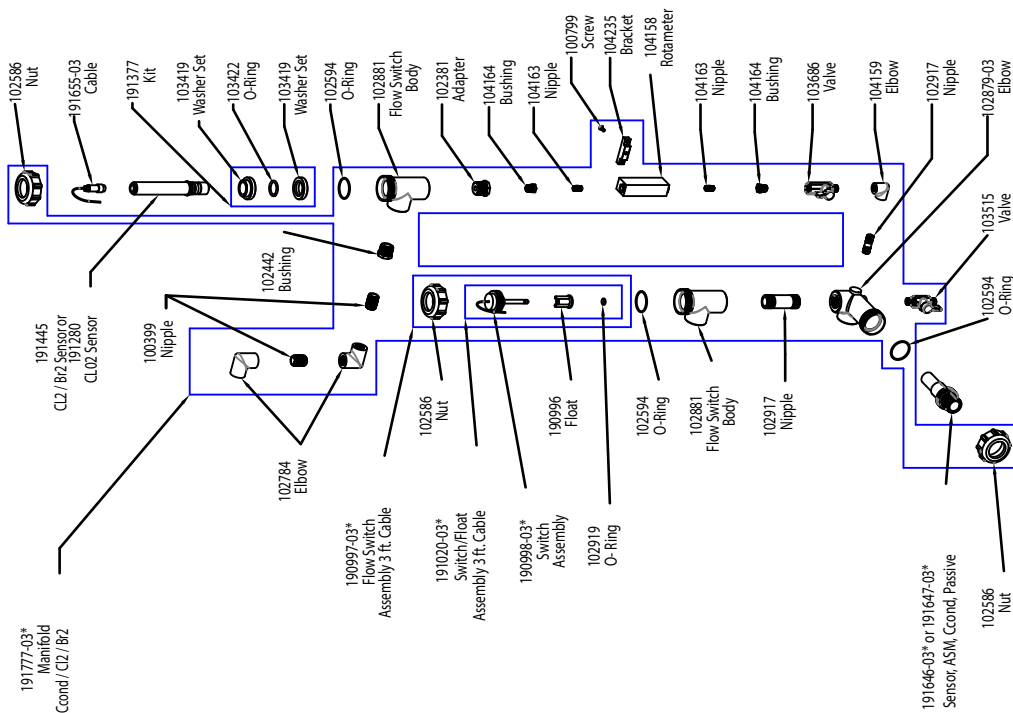 102586
Nut
191655-03
Cable
191377
Kit
103419
Washer Set
103422
O-Ring
103419
Washer Set
102594
O-Ring
102881
Flow Switch
Body
102381
Adapter
104164
Bushing
104163
Nipple
100799
Screw
104235
Bracket
104158
Rotameter
104163
Nipple
104164
Bushing
103686
Valve
104159
Elbow
102917
Nipple
102879-03
Elbow
191445
CL2 / Br2 Sensor or
191280
CL02 Sensor
100399
Nipple
102442
Bushing
103515
Valve
102594
O-Ring
102784
Elbow
102586
Nut
190996
Float
102594
O-Ring
102881
Flow Switch
Body
102917
Nipple
190997-03*
Flow Switch
Assembly 3 ft. Cable
191020-03*
Switch/Float
Assembly 3 ft. Cable
190998-03*
Switch
Assembly
102919
O- Ring
191777-03*
Manifold
Ccond / Cl2 / Br2
191646-03* or 191647-03*
Sensor, ASM, Ccond, Passive
102586
Nut